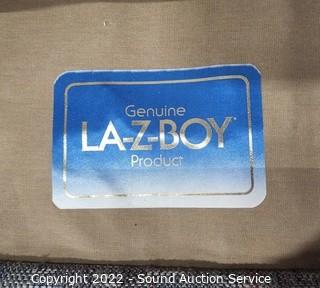 Genuine
LA-Z-BOY
Product
Copyright 2022 - Sound Auction Service